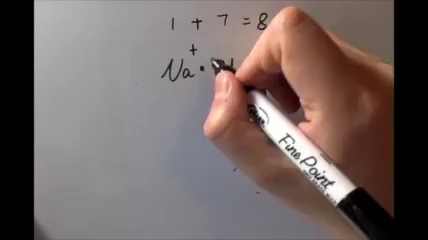 1 + 7 = 8
+
Na •
Fine Point